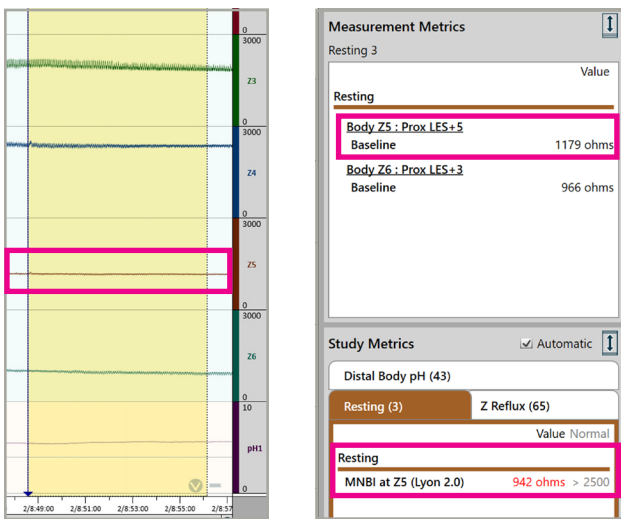 0
3000
Z3
0
3000
Z4
0
3000
Z5
0
3000
Z6
0
10
pH1
0
2/8:49:00 2/8:51:00 2/8:53:00 2/8:55:00 2/8:57
Measurement Metrics
Resting 3
Value
Resting
Body Z5 : Prox LES+5
Baseline 1179 ohms
Body Z6 : Prox LES+3
Baseline 966 ohms
Study Metrics Automatic
Distal Body pH (43)
Resting (3) Z Reflux (65)
Value Normal
Resting
MNBI at Z5 (Lyon 2.0) 942 ohms > 2500